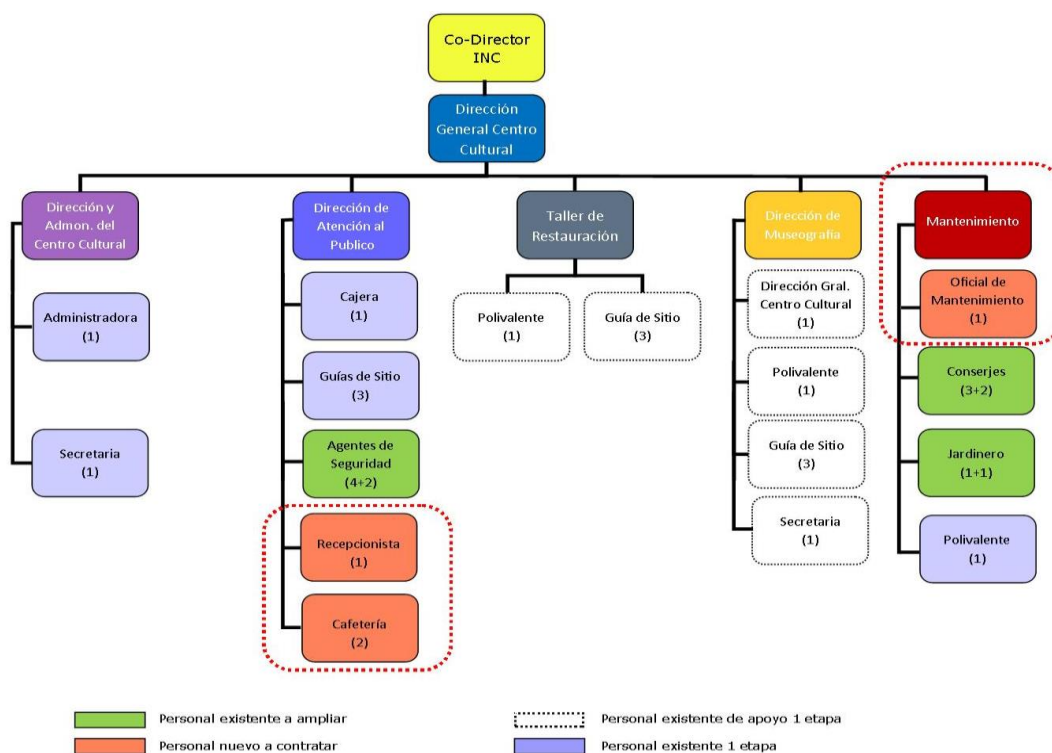 Co-Director
INC
Dirección
General Centro
Cultural
Dirección y
Admon. del
Centro Cultural
Dirección de
Atención al
Publico
Taller de
Restauración
Dirección de
Museografía
Mantenimiento
Administradora
(1)
Secretaria
(1)
Cajera
(1)
Guías de Sitio
(3)
Agentes de
Seguridad
(4+2)
Recepcionista
(1)
Cafetería
(2)
Polivalente
(1)
Guía de Sitio
(3)
Dirección Gral.
Centro Cultural
(1)
Polivalente
(1)
Guía de Sitio
(3)
Secretaria
(1)
Oficial de
Mantenimiento
(1)
Conserjes
(3+2)
Jardinero
(1+1)
Polivalente
(1)
Personal existente a ampliar
Personal nuevo a contratar
Personal existente de apoyo 1 etapa
Personal existente 1 etapa